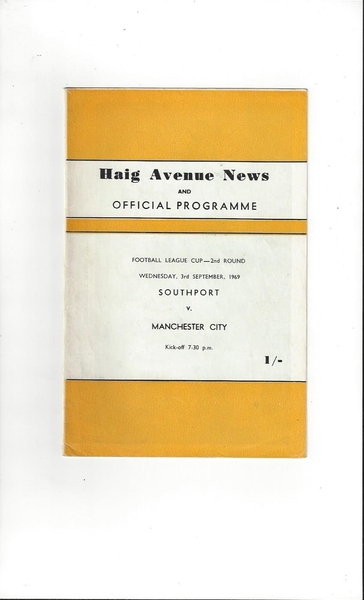 Haig Avenue News
AND
OFFICIAL PROGRAMME
FOOTBALL LEAGUE CUP—2nd ROUND
WEDNESDAY, 3rd SEPTEMBER, 1969
SOUTHPORT
v.
MANCHESTER CITY
Kick-off 7-30 p.m.
1/-